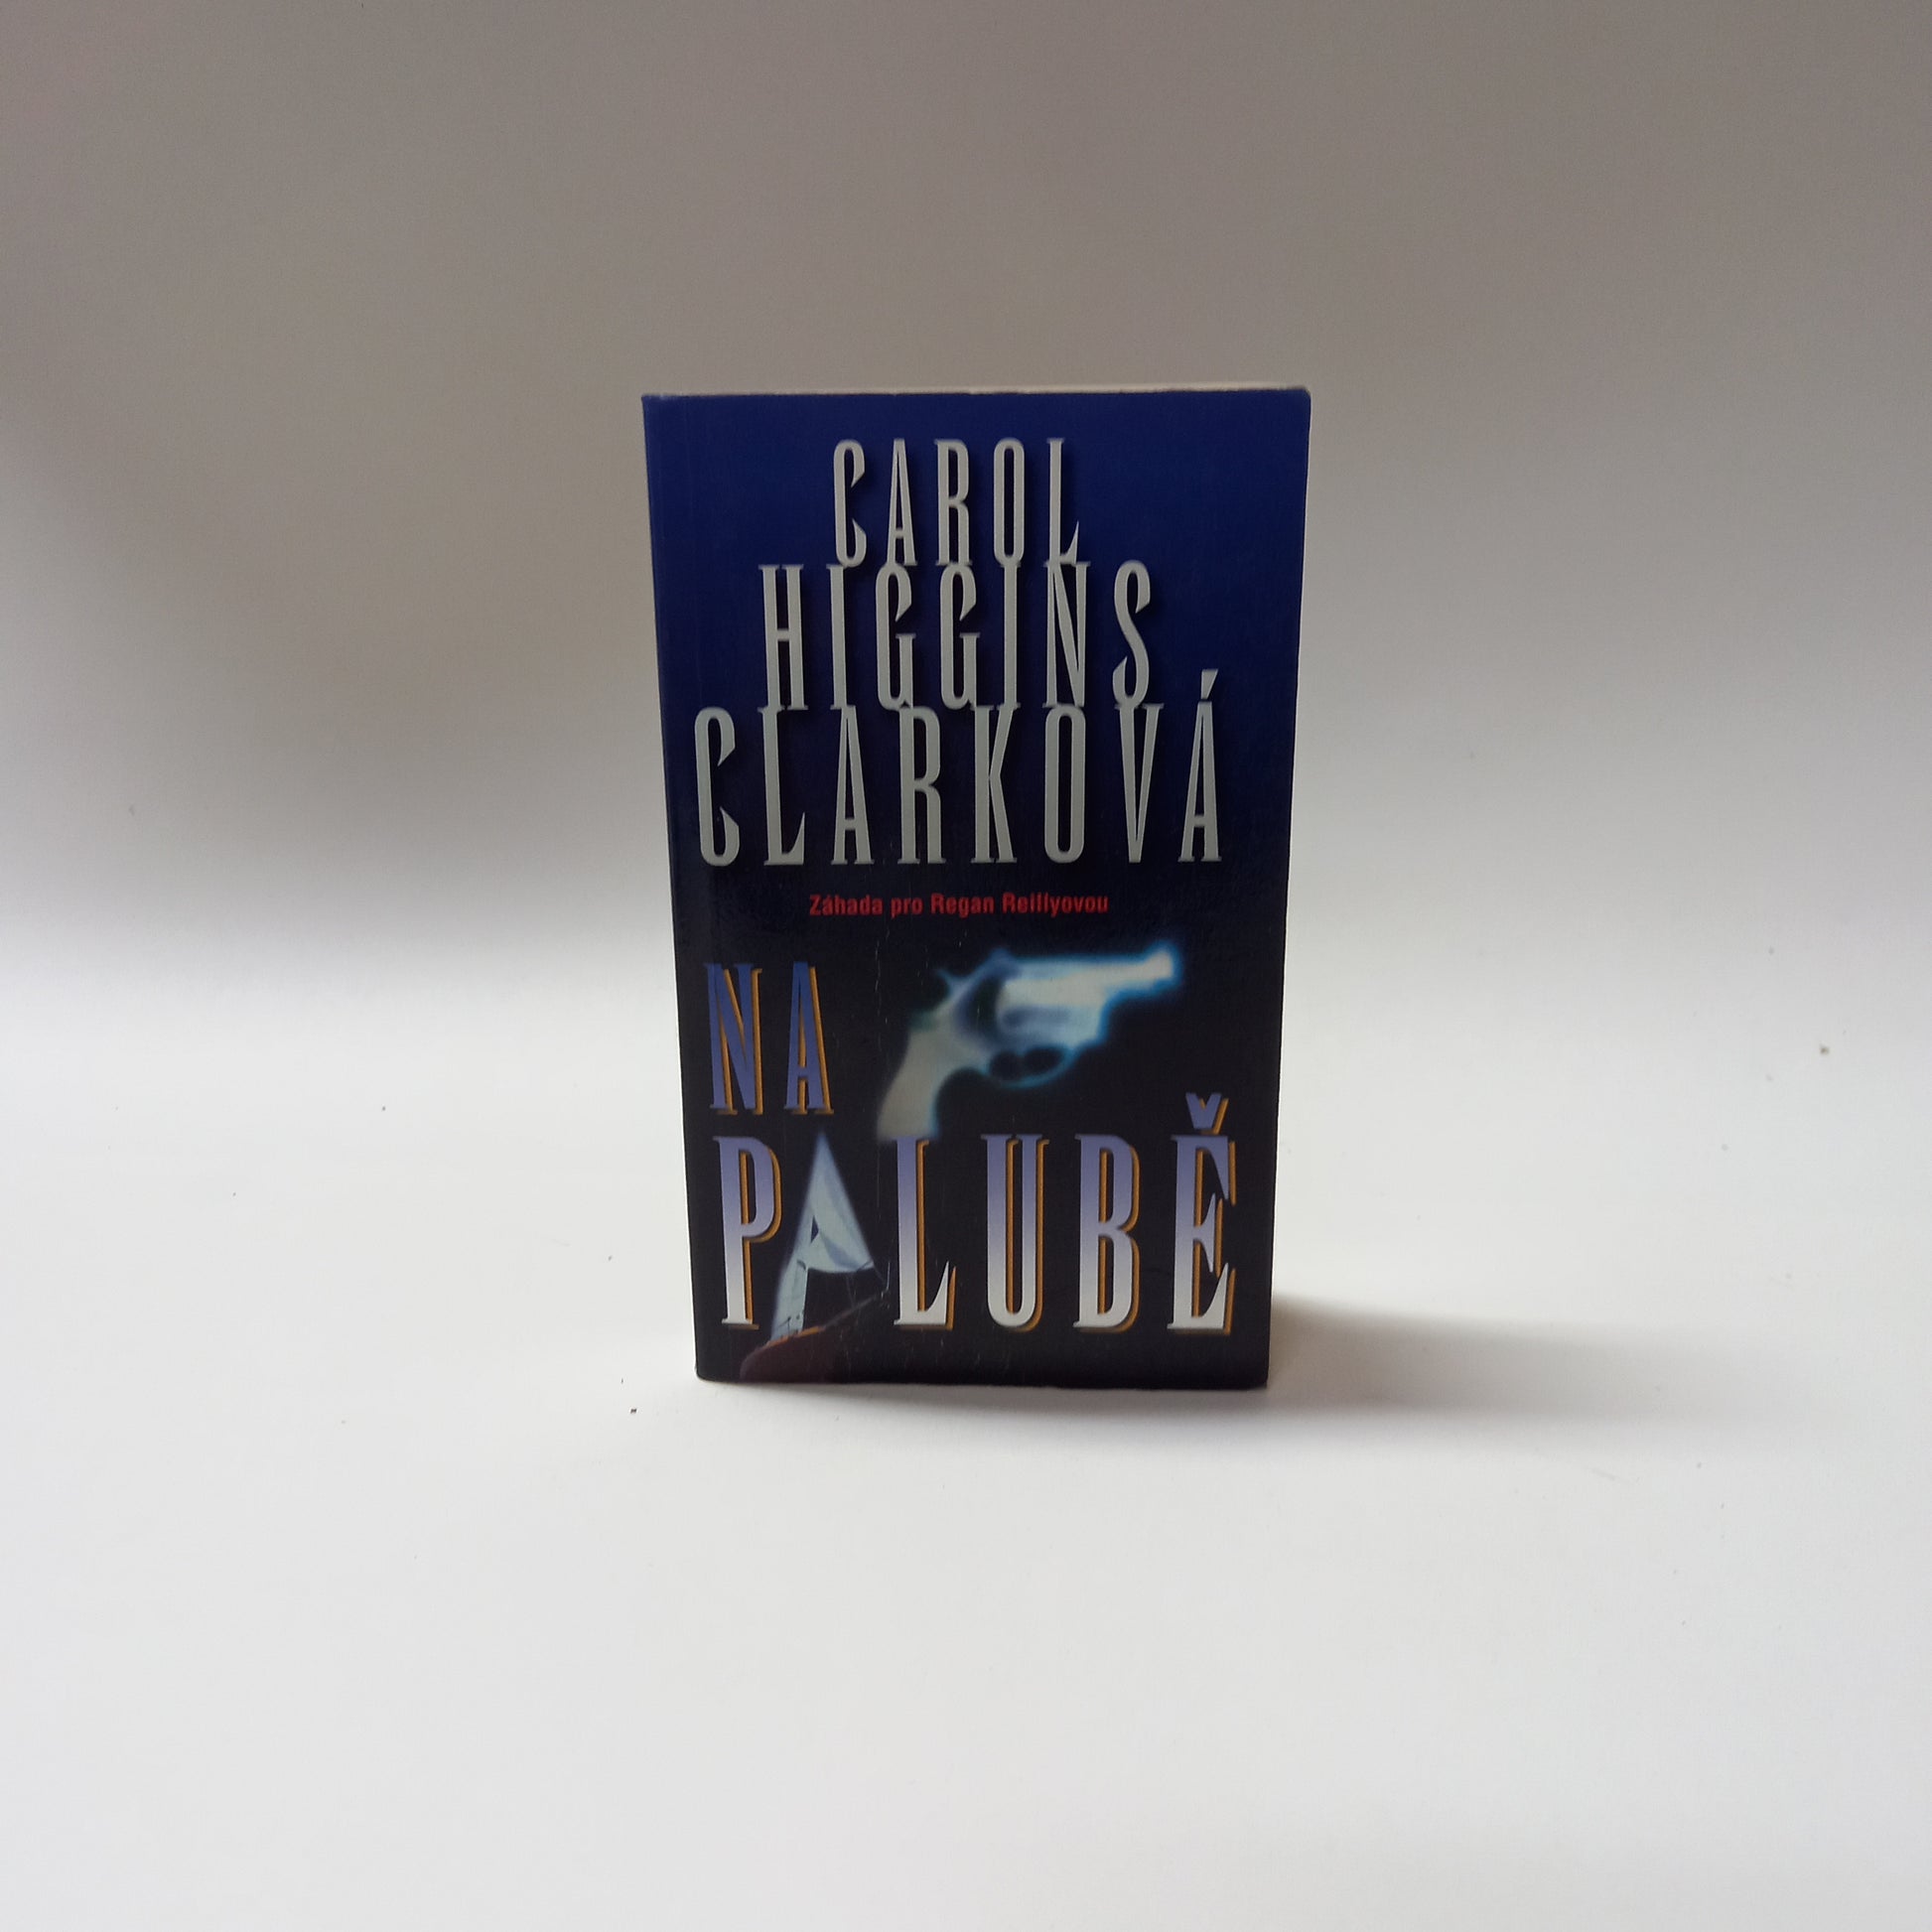 CAROL
HIGGINS
CLARKOVÁ
Záhada pro Regan Reillyovou
NA
PALUBĚ